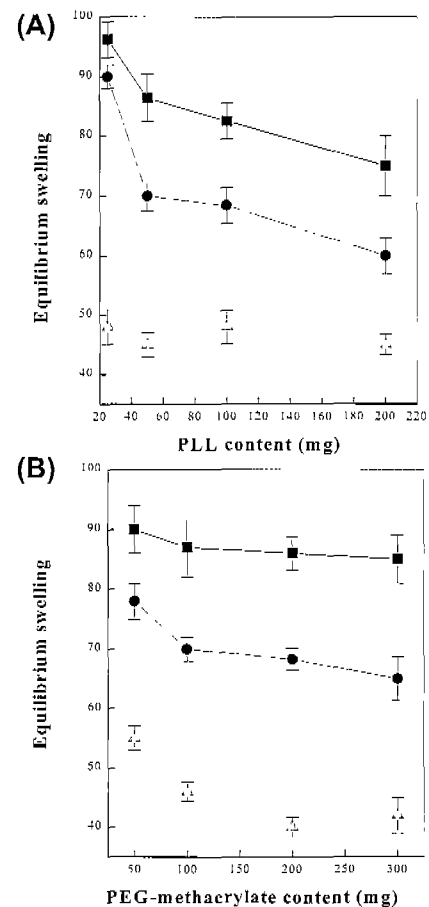 (A)
100
90
80
70
60
50
40
Equilibrium swelling
20 40 60 80 100 120 140 160 180 200 220
PLL content (mg)
(B)
100
90
80
70
60
50
40
Equilibrium swelling
50 100 150 200 250 300
PEG-methacrylate content (mg)